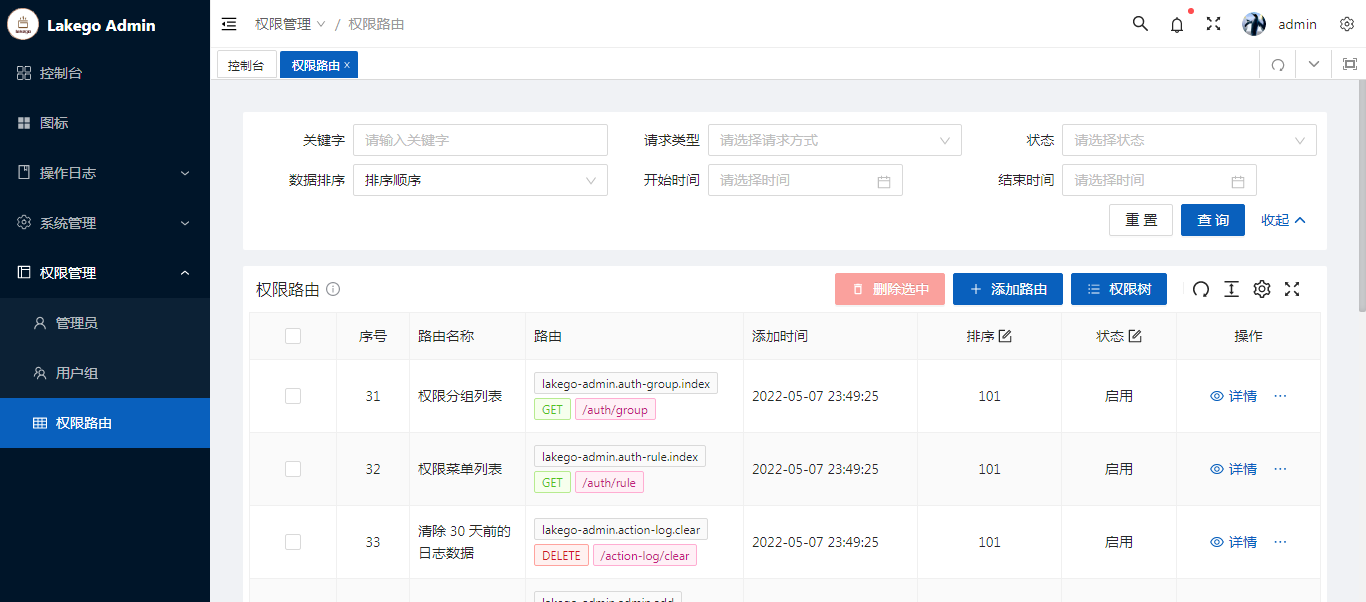 Lakego Admin
控制台
图标
操作日志
系统管理
权限管理
管理员
用户组
权限路由
权限管理 / 权限路由
admin
控制台
权限路由 ×
关键字 请输入关键字 请求类型 请选择请求方式 状态 请选择状态
数据排序 排序顺序 开始时间 请选择时间 结束时间 请选择时间
重 置 查 询 收起
权限路由 删除选中 添加路由 权限树
序号 路由名称 路由 添加时间 排序 状态 操作
31 权限分组列表 lakego-admin.auth-group.index GET /auth/group 2022-05-07 23:49:25 101 启用 详情 ···
32 权限菜单列表 lakego-admin.auth-rule.index GET /auth/rule 2022-05-07 23:49:25 101 启用 详情 ···
33 清除 30 天前的日志数据 lakego-admin.action-log.clear DELETE /action-log/clear 2022-05-07 23:49:25 101 启用 详情 ···
lakego-admin.admin.add